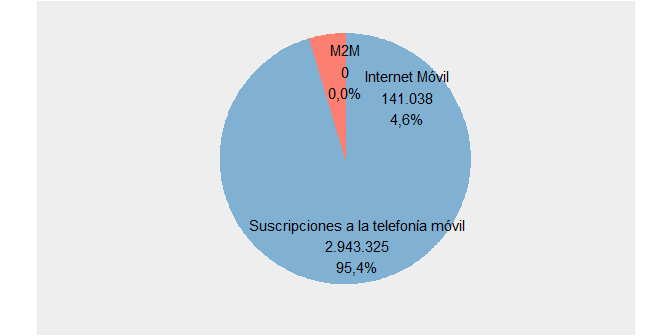 M2M
0
0,0%
Internet Móvil
141.038
4,6%
Suscripciones a la telefonía móvil
2.943.325
95,4%